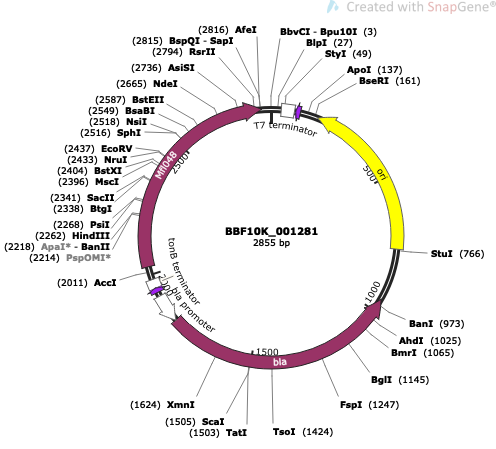 Created with SnapGene®
(2816) AfeI
(2815) BspQI - SapI
(2794) RsrII
(2736) AsiSI
(2665) NdeI
(2587) BstEII
(2549) BsaBI
(2518) NsiI
(2516) SphI
(2437) EcoRV
(2433) NruI
(2404) BstXI
(2396) MscI
(2341) SacII
(2338) BtgI
(2268) PsiI
(2262) HindIII
(2218) ApaI* - BanII
(2214) PspOMI*
(2011) AccI
(1624) XmnI
(1505) ScaI
(1503) TatI
BbvCI - Bpu10I (3)
BlpI (27)
StyI (49)
ApoI (137)
BseRI (161)
StuI (766)
BanI (973)
AhdI (1025)
BmrI (1065)
BglI (1145)
FspI (1247)
TsoI (1424)
T7 terminator
ori
500
1000
1500
2000
2500
Mfl048
tonB terminator
bla promoter
bla
BBF10K_001281
2855 bp